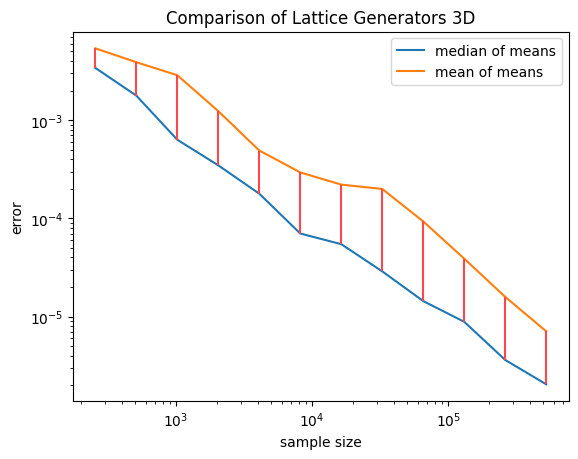 Comparison of Lattice Generators 3D
median of means
mean of means
error
10⁻³
10⁻⁴
10⁻⁵
10³
10⁴
10⁵
sample size